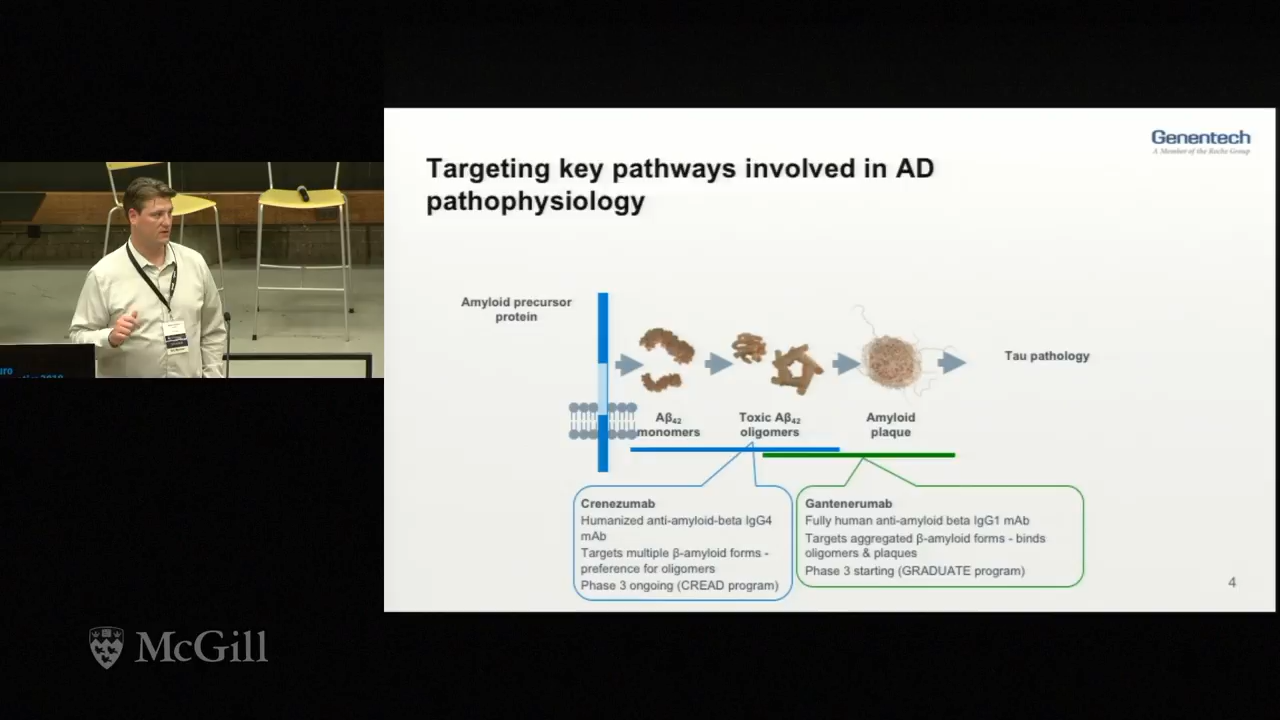 Genentech
A Member of the Roche Group
Targeting key pathways involved in AD
pathophysiology
Amyloid precursor
protein
Tau pathology
Aβ₄₂
monomers
Toxic Aβ₄₂
oligomers
Amyloid
plaque
Crenezumab
Humanized anti-amyloid-beta IgG4
mAb
Targets multiple β-amyloid forms -
preference for oligomers
Phase 3 ongoing (CREAD program)
Gantenerumab
Fully human anti-amyloid beta IgG1 mAb
Targets aggregated β-amyloid forms - binds
oligomers & plaques
Phase 3 starting (GRADUATE program)
4
McGill